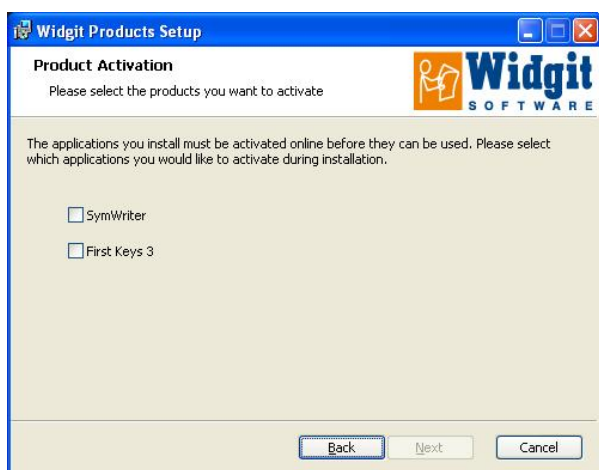 Widgit Products Setup
Product Activation
Please select the products you want to activate
Widgit
SOFTWARE
The applications you install must be activated online before they can be used. Please select
which applications you would like to activate during installation.
SymWriter
First Keys 3
Back Next Cancel